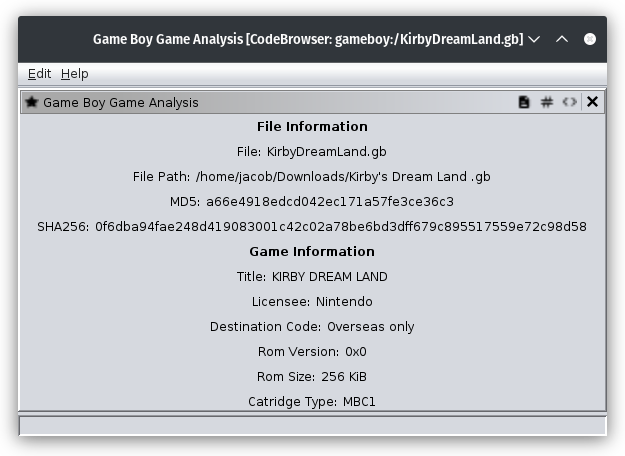 Game Boy Game Analysis [CodeBrowser: gameboy:/KirbyDreamLand.gb]
Edit Help
Game Boy Game Analysis
File Information
File: KirbyDreamLand.gb
File Path: /home/jacob/Downloads/Kirby's Dream Land .gb
MD5: a66e4918edcd042ec171a57fe3ce36c3
SHA256: 0f6dba94fae248d419083001c42c02a78be6bd3dff679c895517559e72c98d58
Game Information
Title: KIRBY DREAM LAND
Licensee: Nintendo
Destination Code: Overseas only
Rom Version: 0x0
Rom Size: 256 KiB
Catridge Type: MBC1